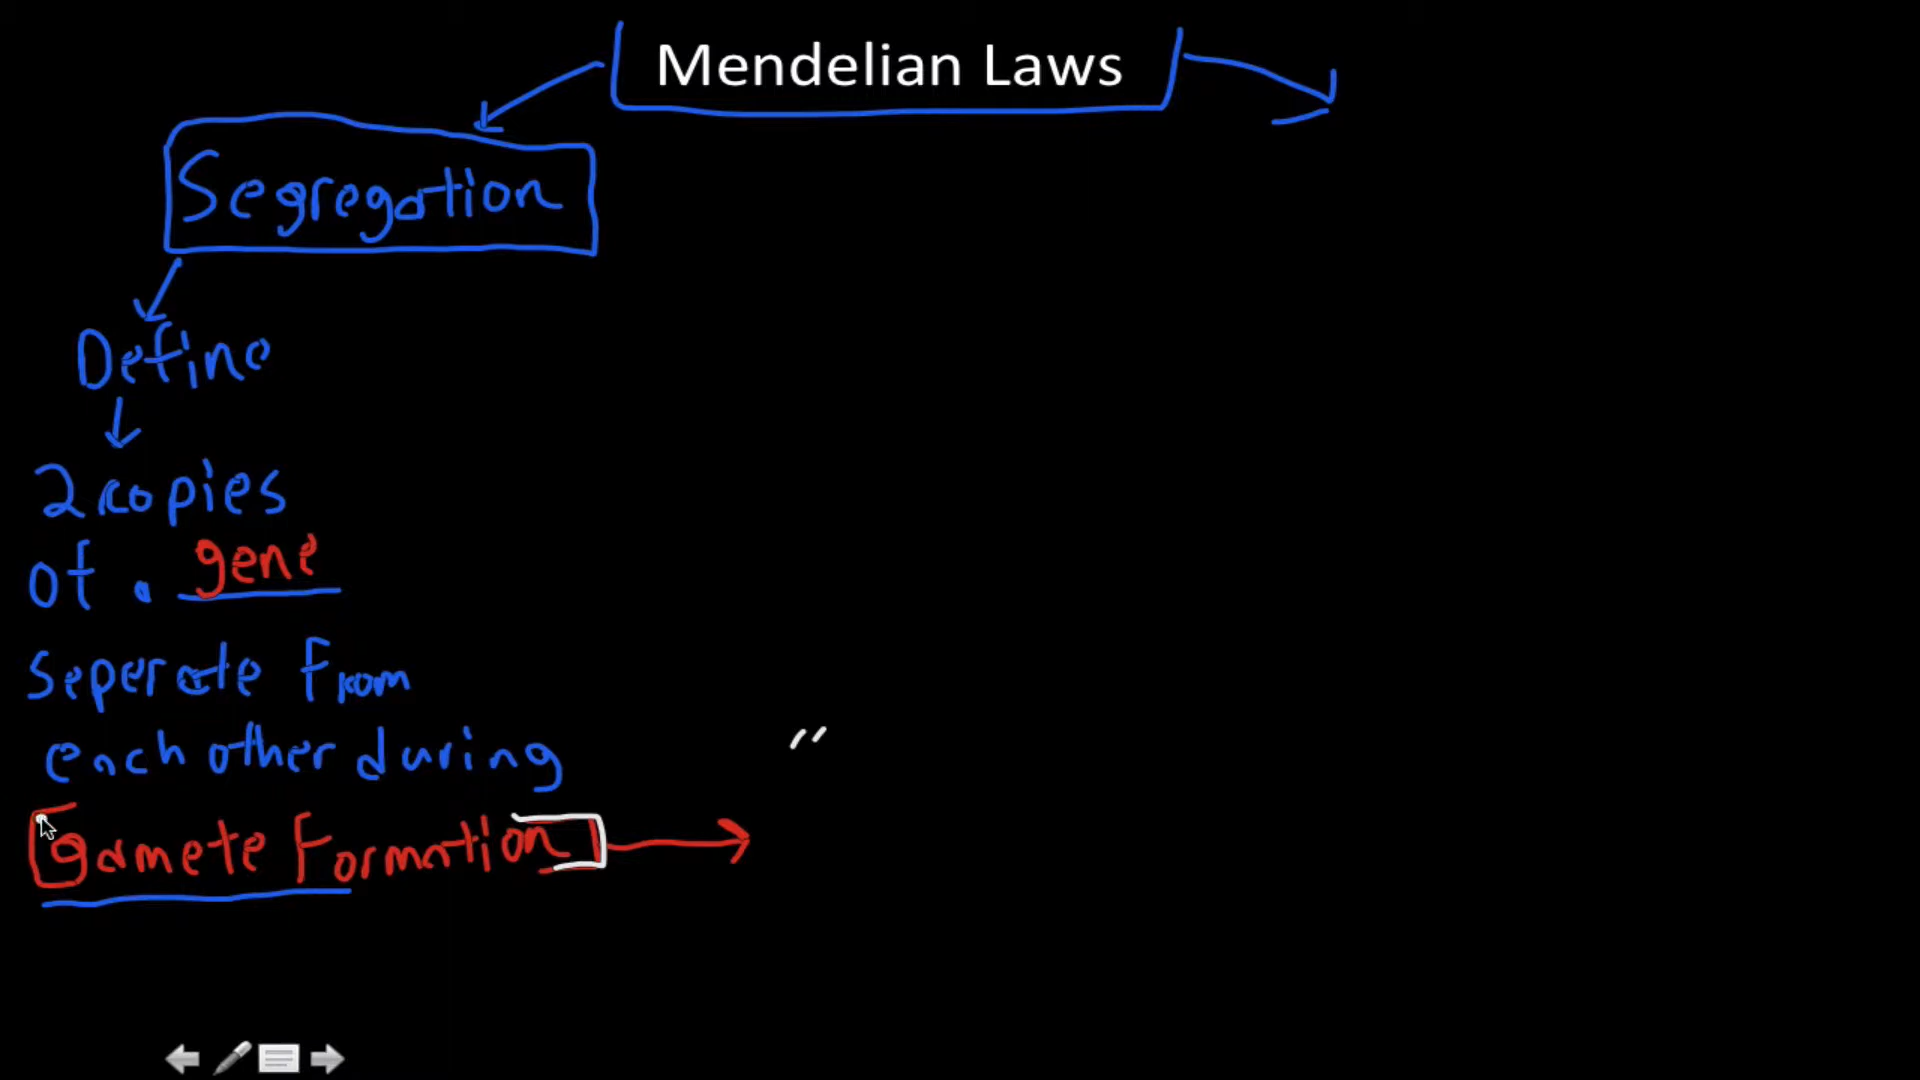 Mendelian Laws
Segregation
Define
2 copies
of a gene
seperate from
each other during
gamete Formation
"